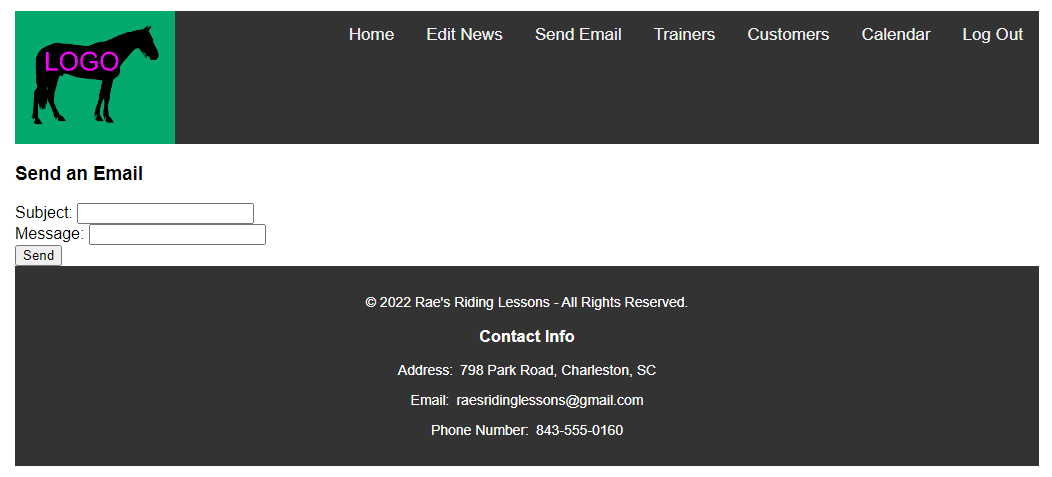 LOGO
Home Edit News Send Email Trainers Customers Calendar Log Out
Send an Email
Subject:
Message:
Send
© 2022 Rae's Riding Lessons - All Rights Reserved.
Contact Info
Address: 798 Park Road, Charleston, SC
Email: raesridinglessons@gmail.com
Phone Number: 843-555-0160